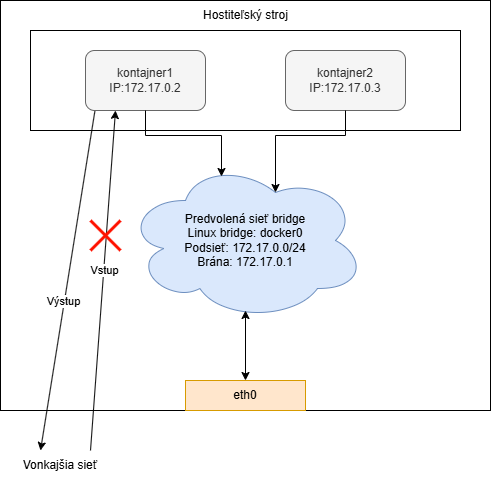 Hostiteľský stroj
kontajner1
IP:172.17.0.2
kontajner2
IP:172.17.0.3
Predvolená sieť bridge
Linux bridge: docker0
Podsieť: 172.17.0.0/24
Brána: 172.17.0.1
Vstup
Výstup
eth0
Vonkajšia sieť